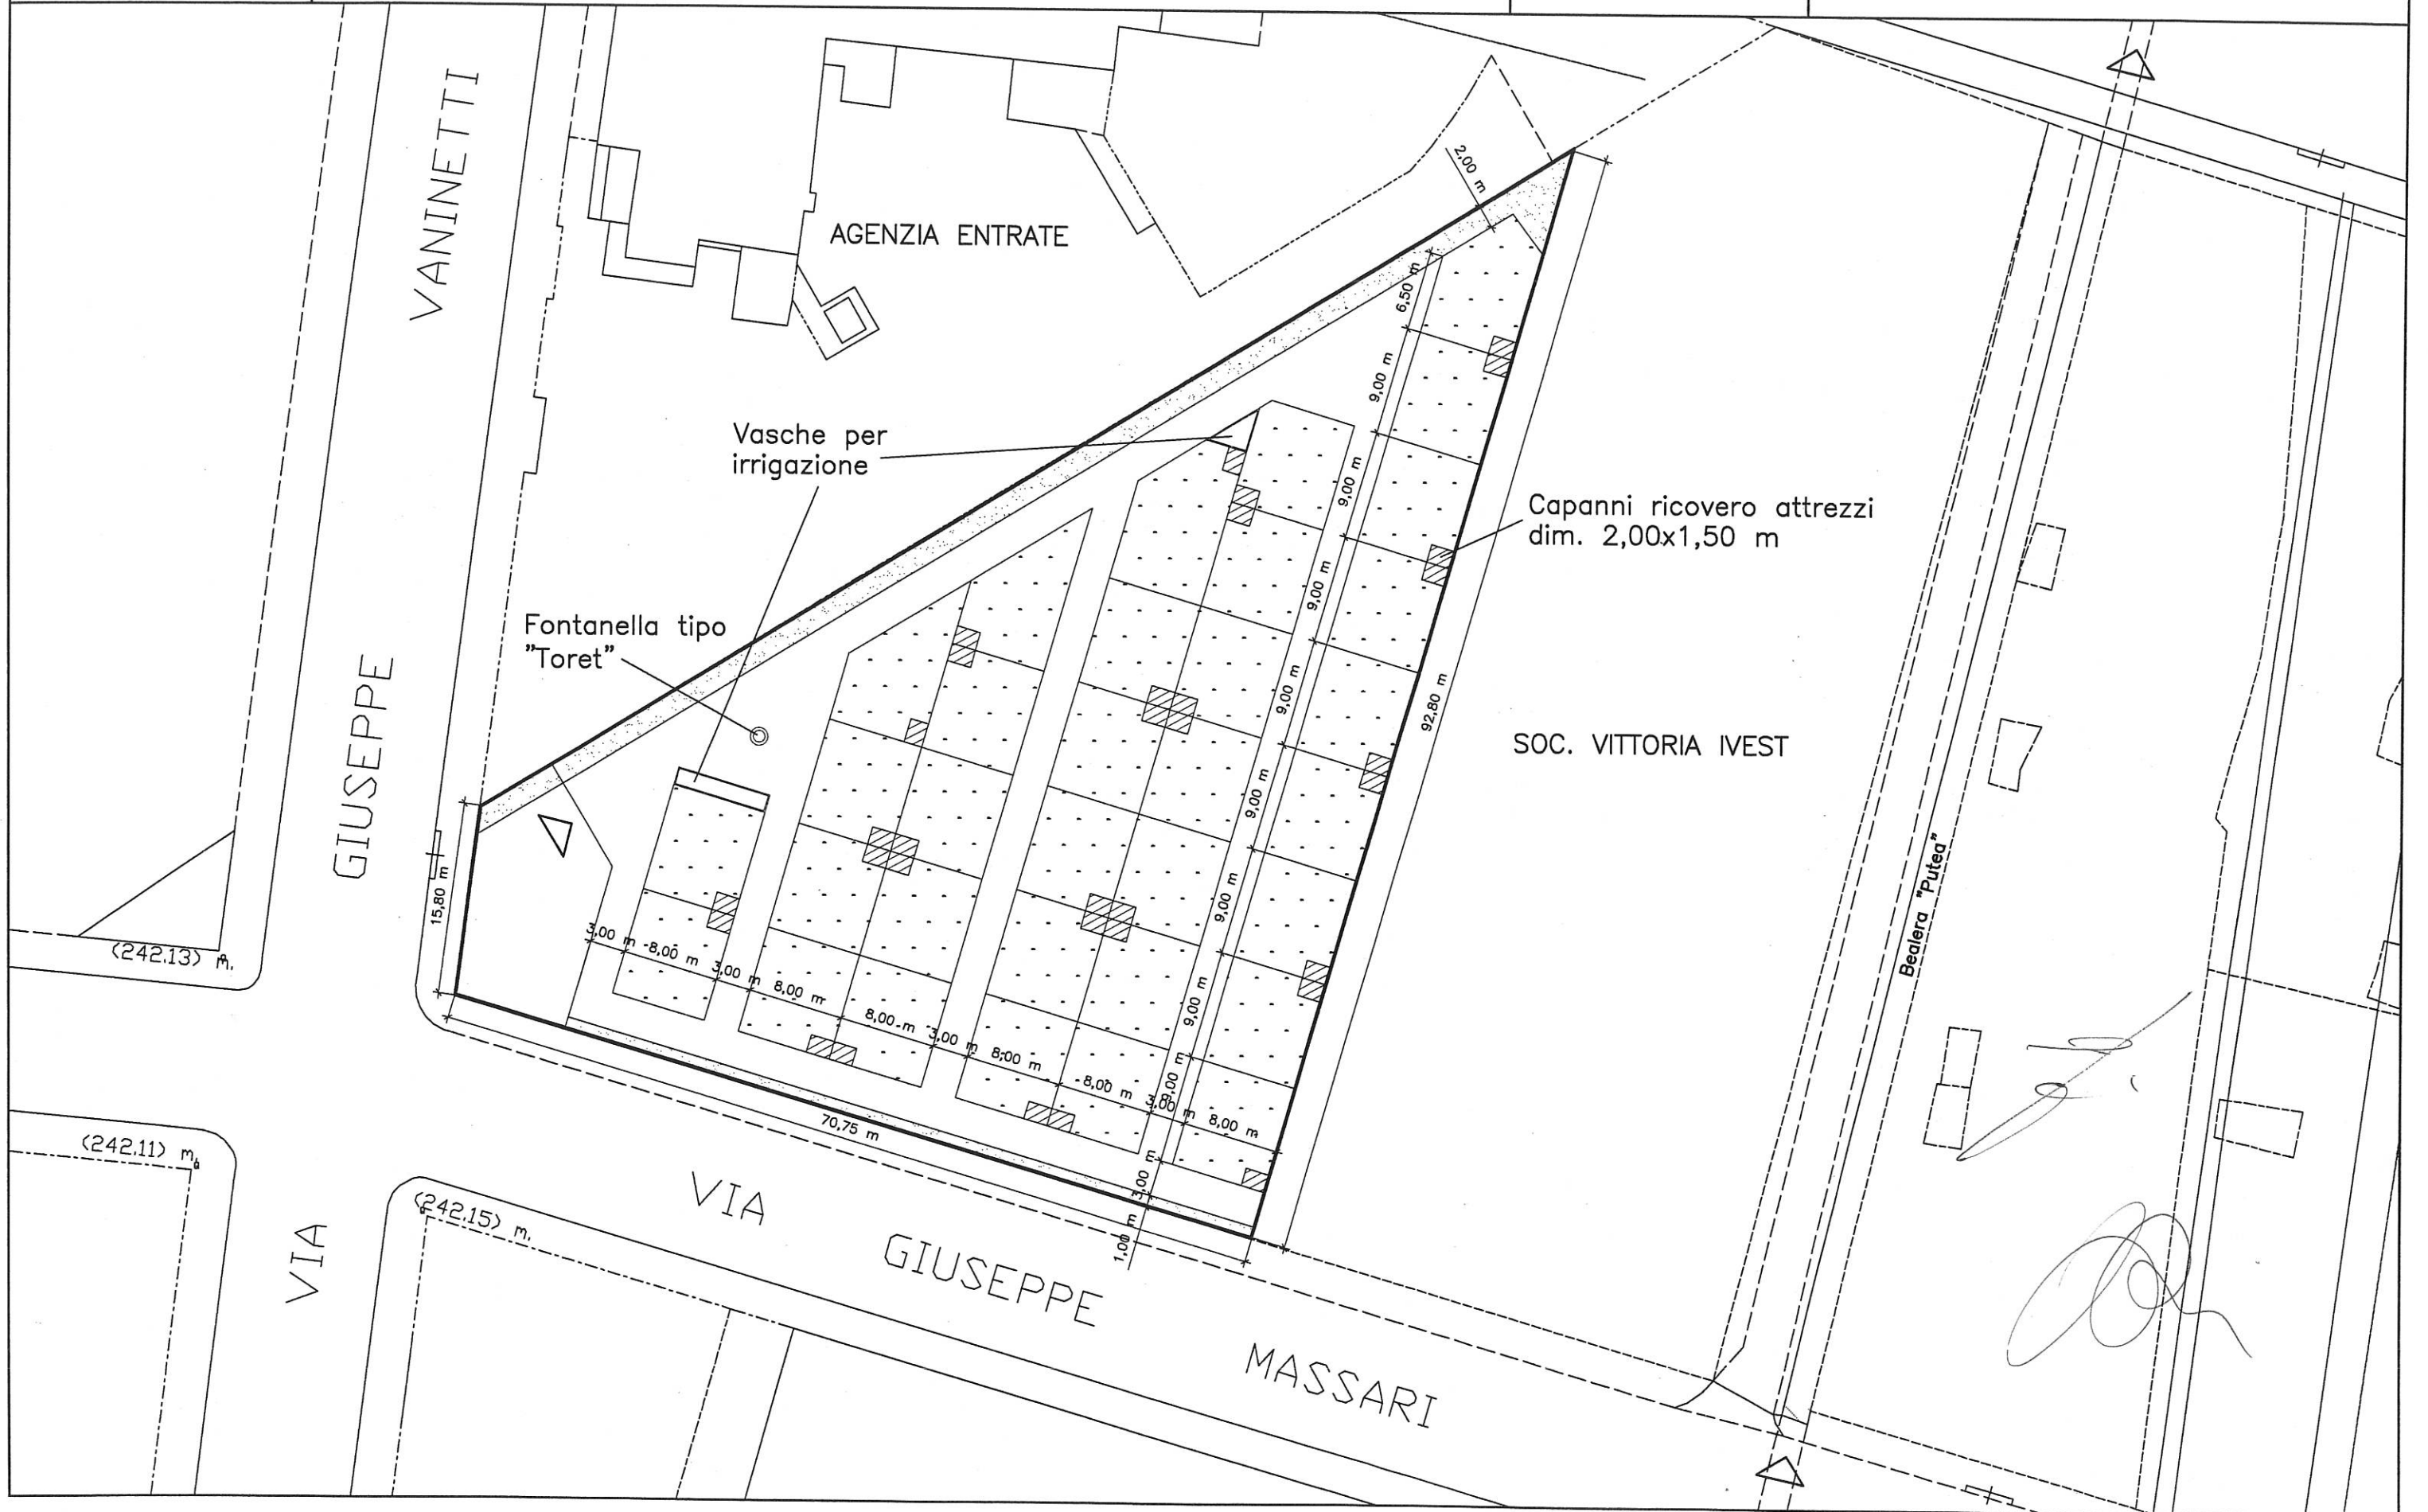 VIA GIUSEPPE VANINETTI
AGENZIA ENTRATE
2,00 m
6,50 m
9,00 m
9,00 m
9,00 m
9,00 m
9,00 m
9,00 m
9,00 m
9,00 m
3,00 m
1,00 m
92,80 m
Vasche per
irrigazione
Capanni ricovero attrezzi
dim. 2,00x1,50 m
Fontanella tipo
"Toret"
SOC. VITTORIA IVEST
Bealera "Putea"
15,80 m
3,00 m
8,00 m
3,00 m
8,00 m
8,00 m
3,00 m
8,00 m
8,00 m
3,00 m
8,00 m
70,75 m
(242.13) m.
(242.11) m.
(242.15) m.
VIA GIUSEPPE MASSARI